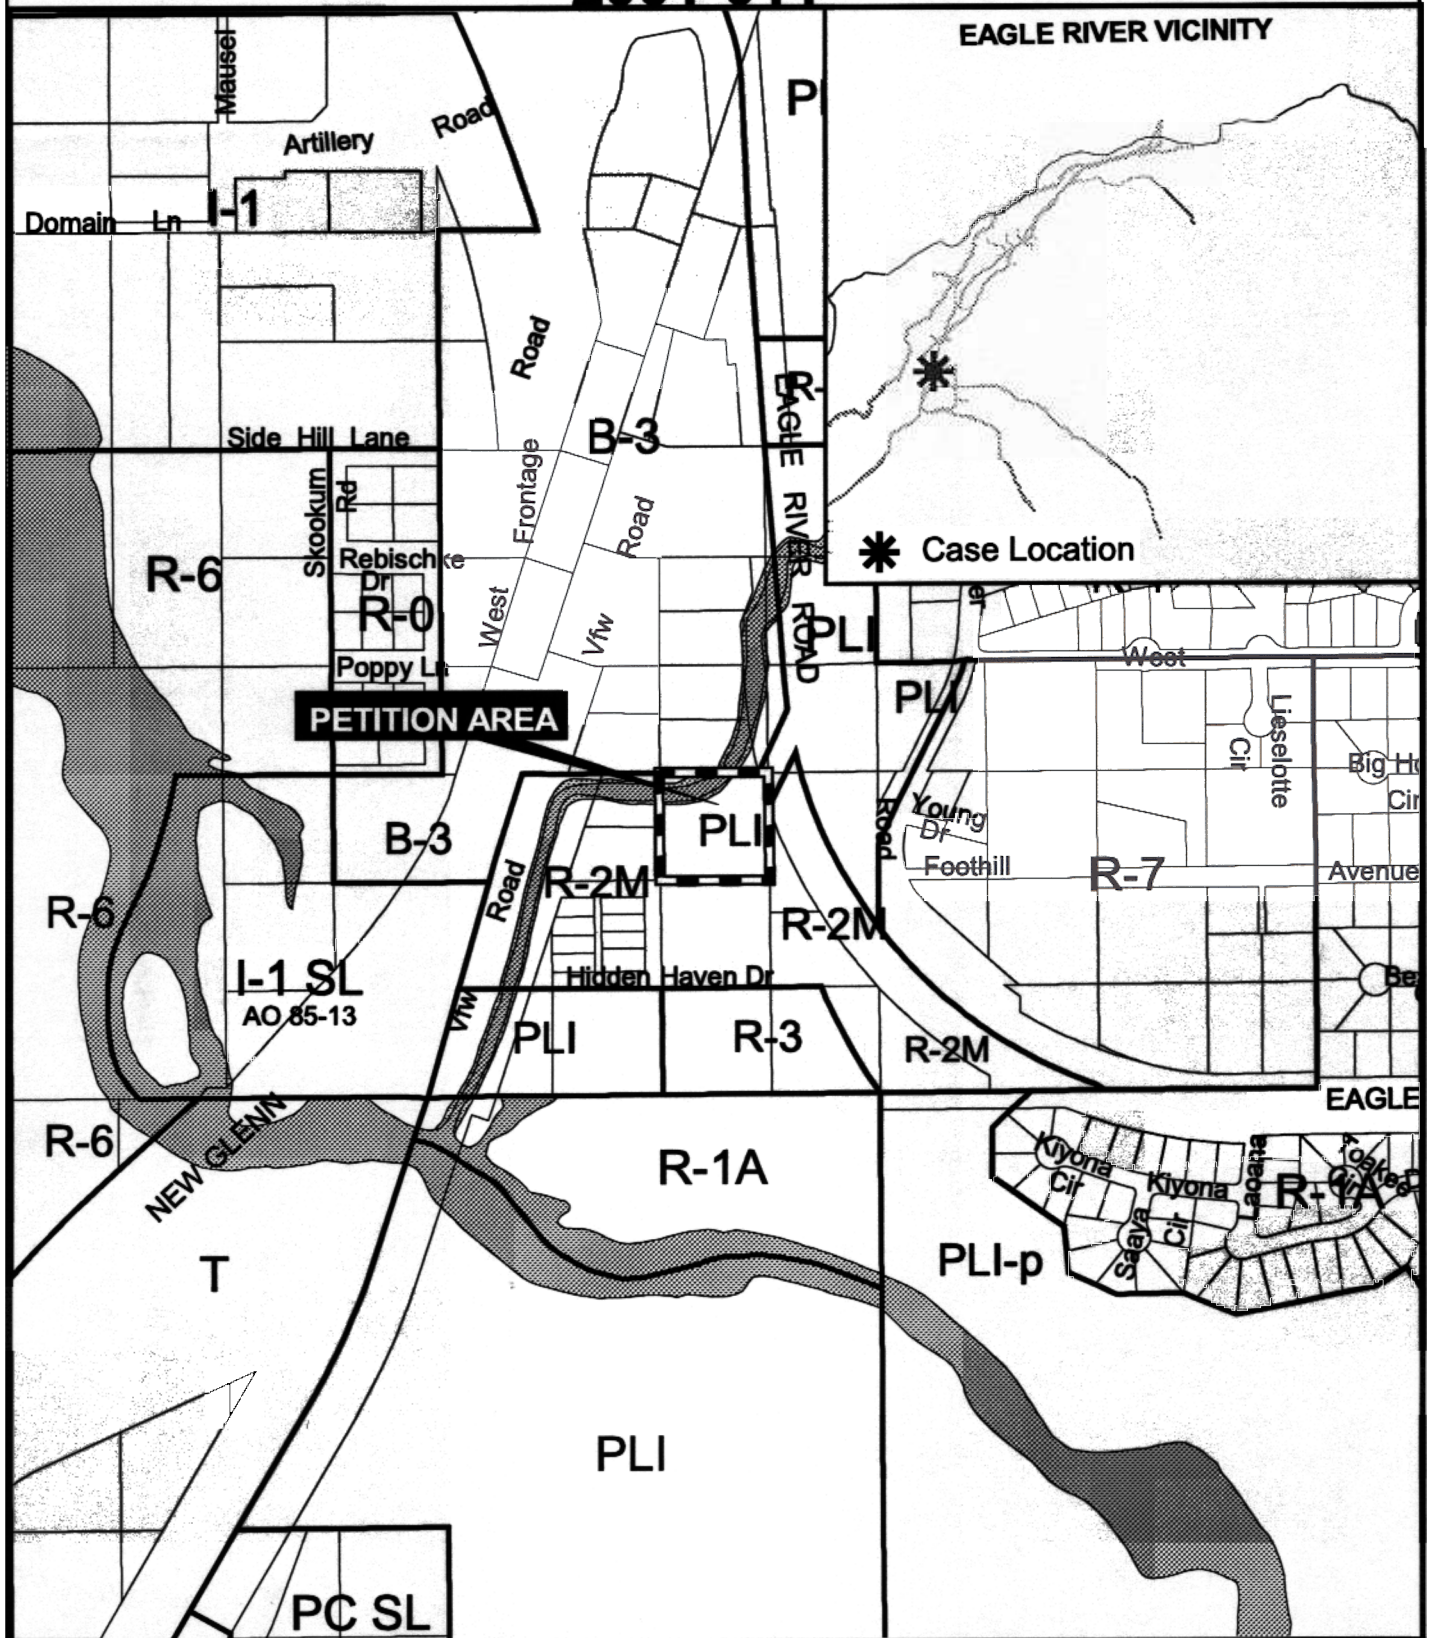 EAGLE RIVER VICINITY
Mausel
Artillery
Road
I-1
Domain Ln
Road
B-3
EAGLE RIVER ROAD
Side Hill Lane
Skookum
Rd
Frontage
Road
Case Location
R-6
Rebischke
Dr
R-0
West
Vfw
PLI
West
Poppy Ln
PLI
PETITION AREA
Lieselotte
Cir
Cir
B-3
PLI
Road
Young
Dr
Foothill
R-7
Avenue
R-6
Road
R-2M
R-2M
I-1 SL
AO 85-13
Hidden Haven Dr
Vfw
PLI
R-3
R-2M
EAGLE
R-6
NEW GLENN
R-1A
Kiyona
Cir
Kiyona
Cir
Saaya
R-1A
T
PLI-p
PLI
PC SL